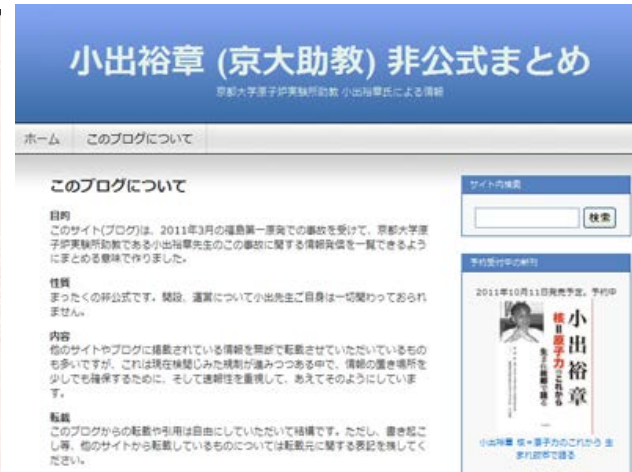 小出裕章 (京大助教) 非公式まとめ
京都大学原子炉実験所助教 小出裕章氏による情報
ホーム
このブログについて
このブログについて
目的
このサイト(ブログ)は、2011年3月の福島第一原発での事故を受けて、京都大学原
子炉実験所助教である小出裕章先生のこの事故に関する情報発信を一覧できるよう
にまとめる意味で作りました。
性質
まったくの非公式です。開設、運営について小出先生ご自身は一切関わっておられ
ません。
内容
他のサイトやブログに掲載されている情報を無断で転載させていただいているもの
も多いですが、これは現在検閲じみた規制が進みつつある中で、情報の置き場所を
少しでも確保するために、そして速報性を重視して、あえてそのようにしていま
す。
転載
このブログからの転載や引用は自由にしていただいて結構です。ただし、書き起こ
し等、他のサイトから転載しているものについては転載元に関する表記を換してく
ださい。
サイト内検索
検索
予約受付中の新刊
2011年10月11日発売予定。予約中
小出裕章
核=原子力のこれから
生まれ故郷で語る
小出裕章 核=原子力のこれから 生
まれ故郷で語る